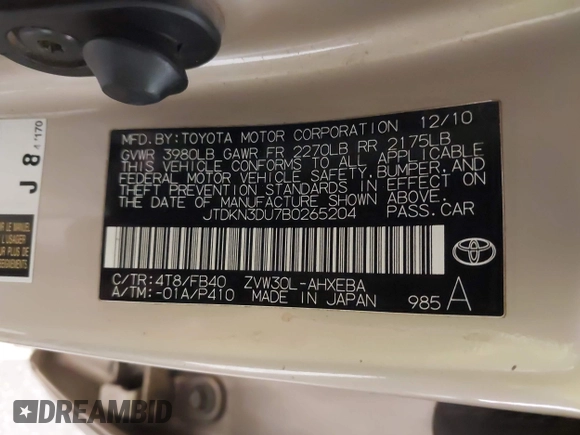 MFD. BY: TOYOTA MOTOR CORPORATION 12/10
GVWR 3980LB GAWR FR 2270LB RR 2175LB
THIS VEHICLE CONFORMS TO ALL APPLICABLE
FEDERAL MOTOR VEHICLE SAFETY, BUMPER, AND
THEFT PREVENTION STANDARDS IN EFFECT ON
THE DATE OF MANUFACTURE SHOWN ABOVE.
JTDKN3DU7B0265204 PASS. CAR
C/TR: 4T8/FB40 ZVW30L-AHXEBA
A/TM: -01A/P410 MADE IN JAPAN
985 A
TOYOTA
J 8
L'USAGER
DREAMBID